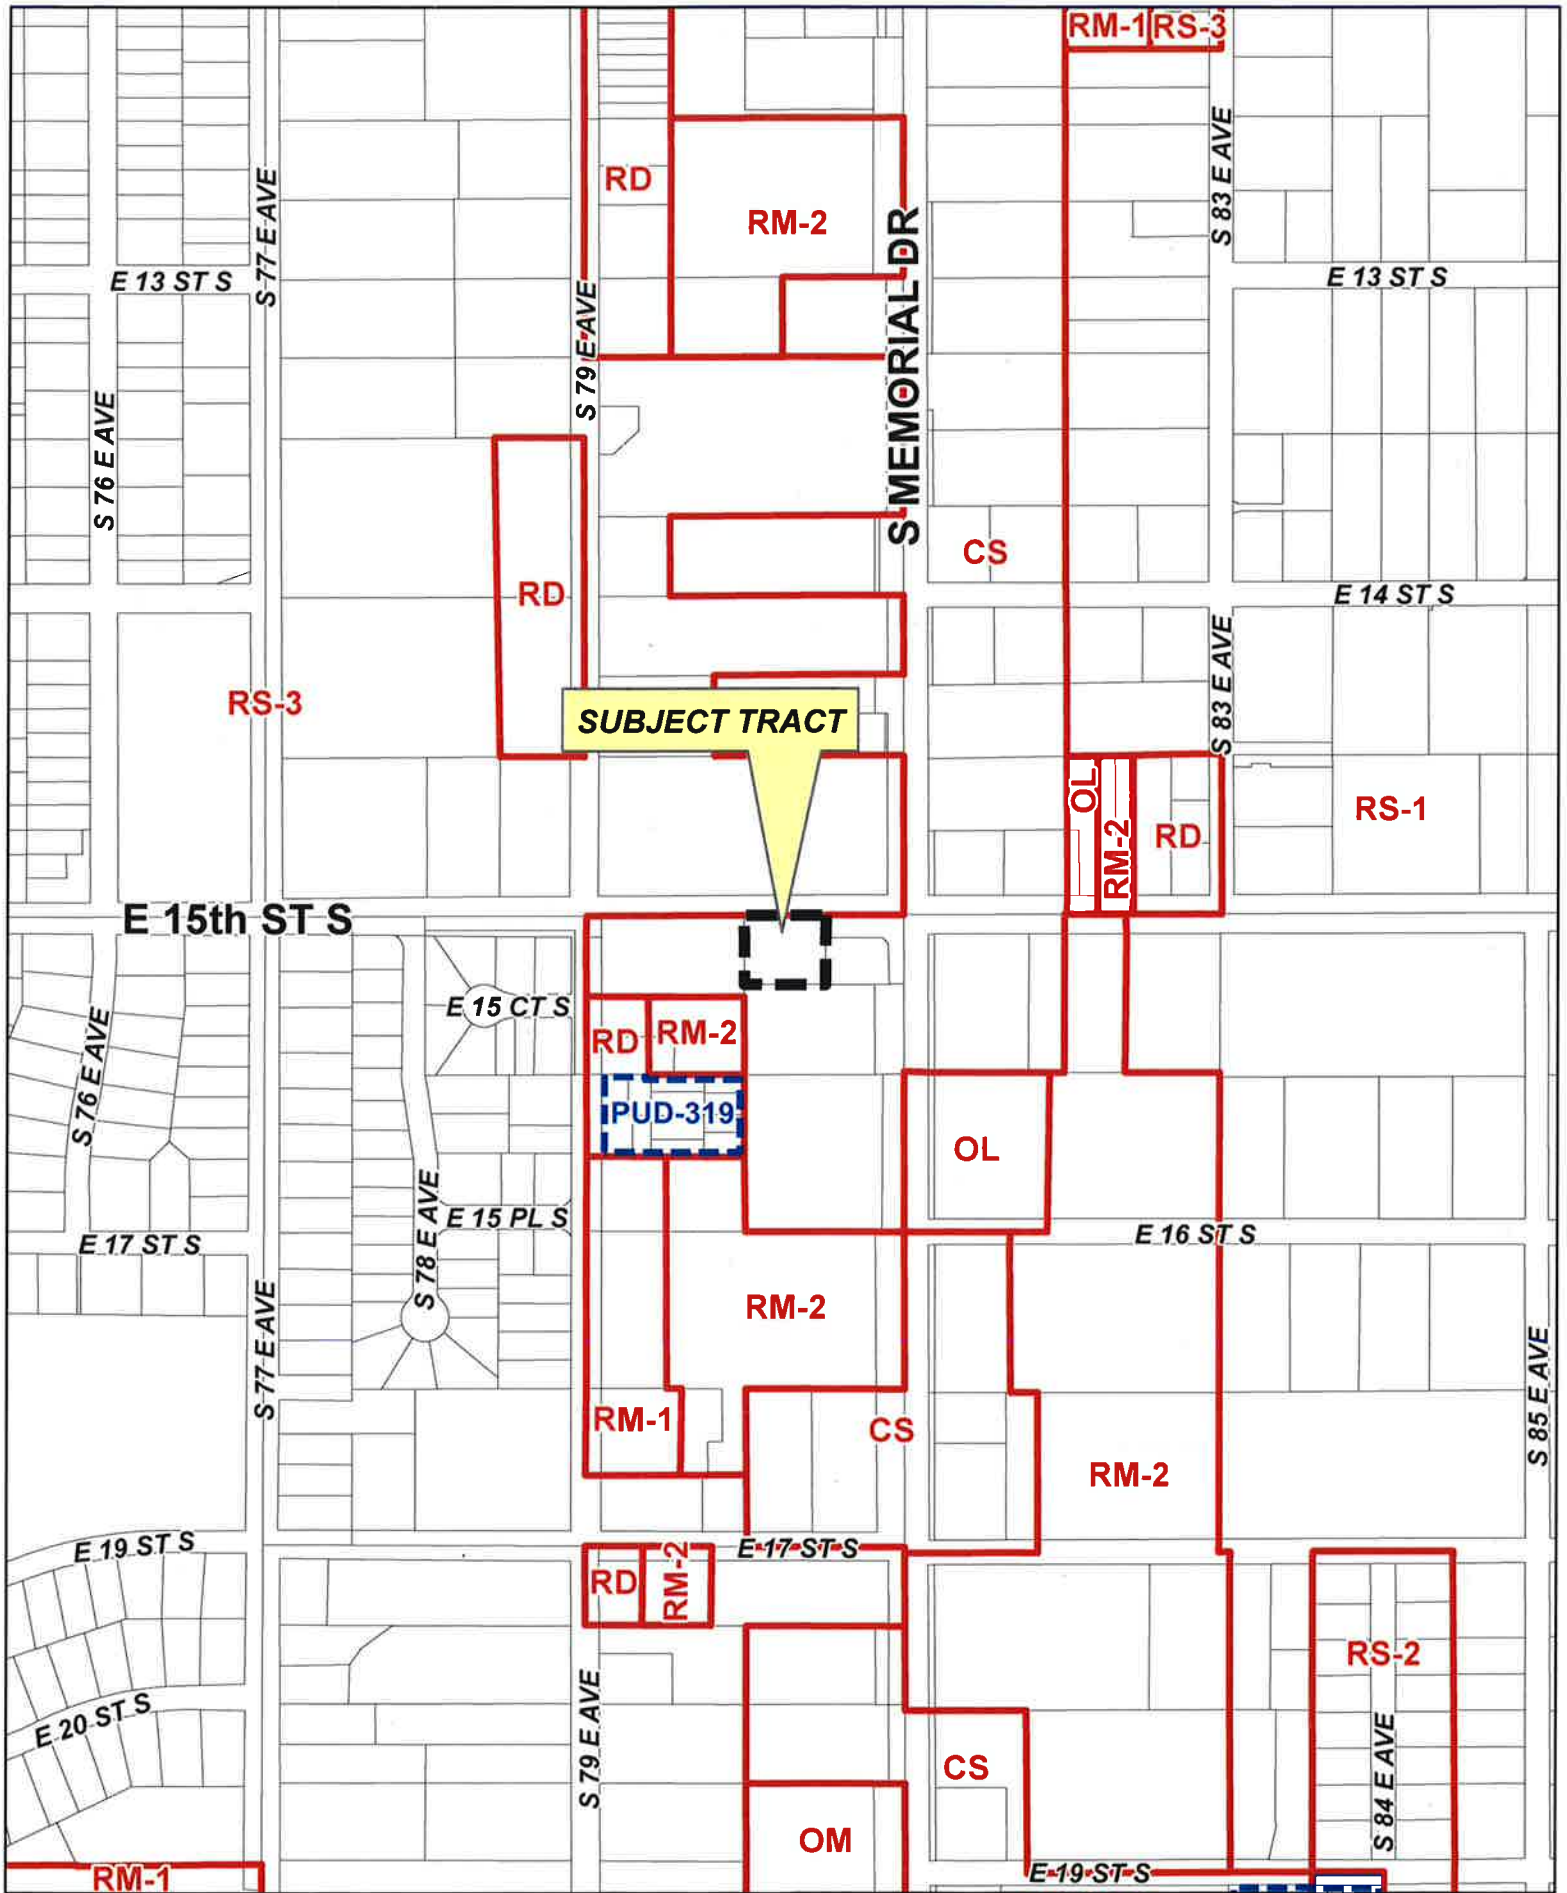 RM-1
RS-3
S 83 E AVE
S 77 E AVE
RD
RM-2
S MEMORIAL DR
E 13 ST S
E 13 ST S
S 79 E AVE
S 76 E AVE
CS
RD
E 14 ST S
S 83 E AVE
RS-3
SUBJECT TRACT
OL
RM-2
RD
RS-1
E 15th ST S
E 15 CT S
RD
RM-2
S 76 E AVE
PUD-319
OL
S 78 E AVE
E 15 PL S
E 17 ST S
E 16 ST S
S 77 E AVE
RM-2
S 85 E AVE
RM-1
CS
RM-2
E 19 ST S
E 17 ST S
RD
RM-2
RS-2
E 20 ST S
S 79 E AVE
CS
S 84 E AVE
OM
RM-1
E 19 ST S